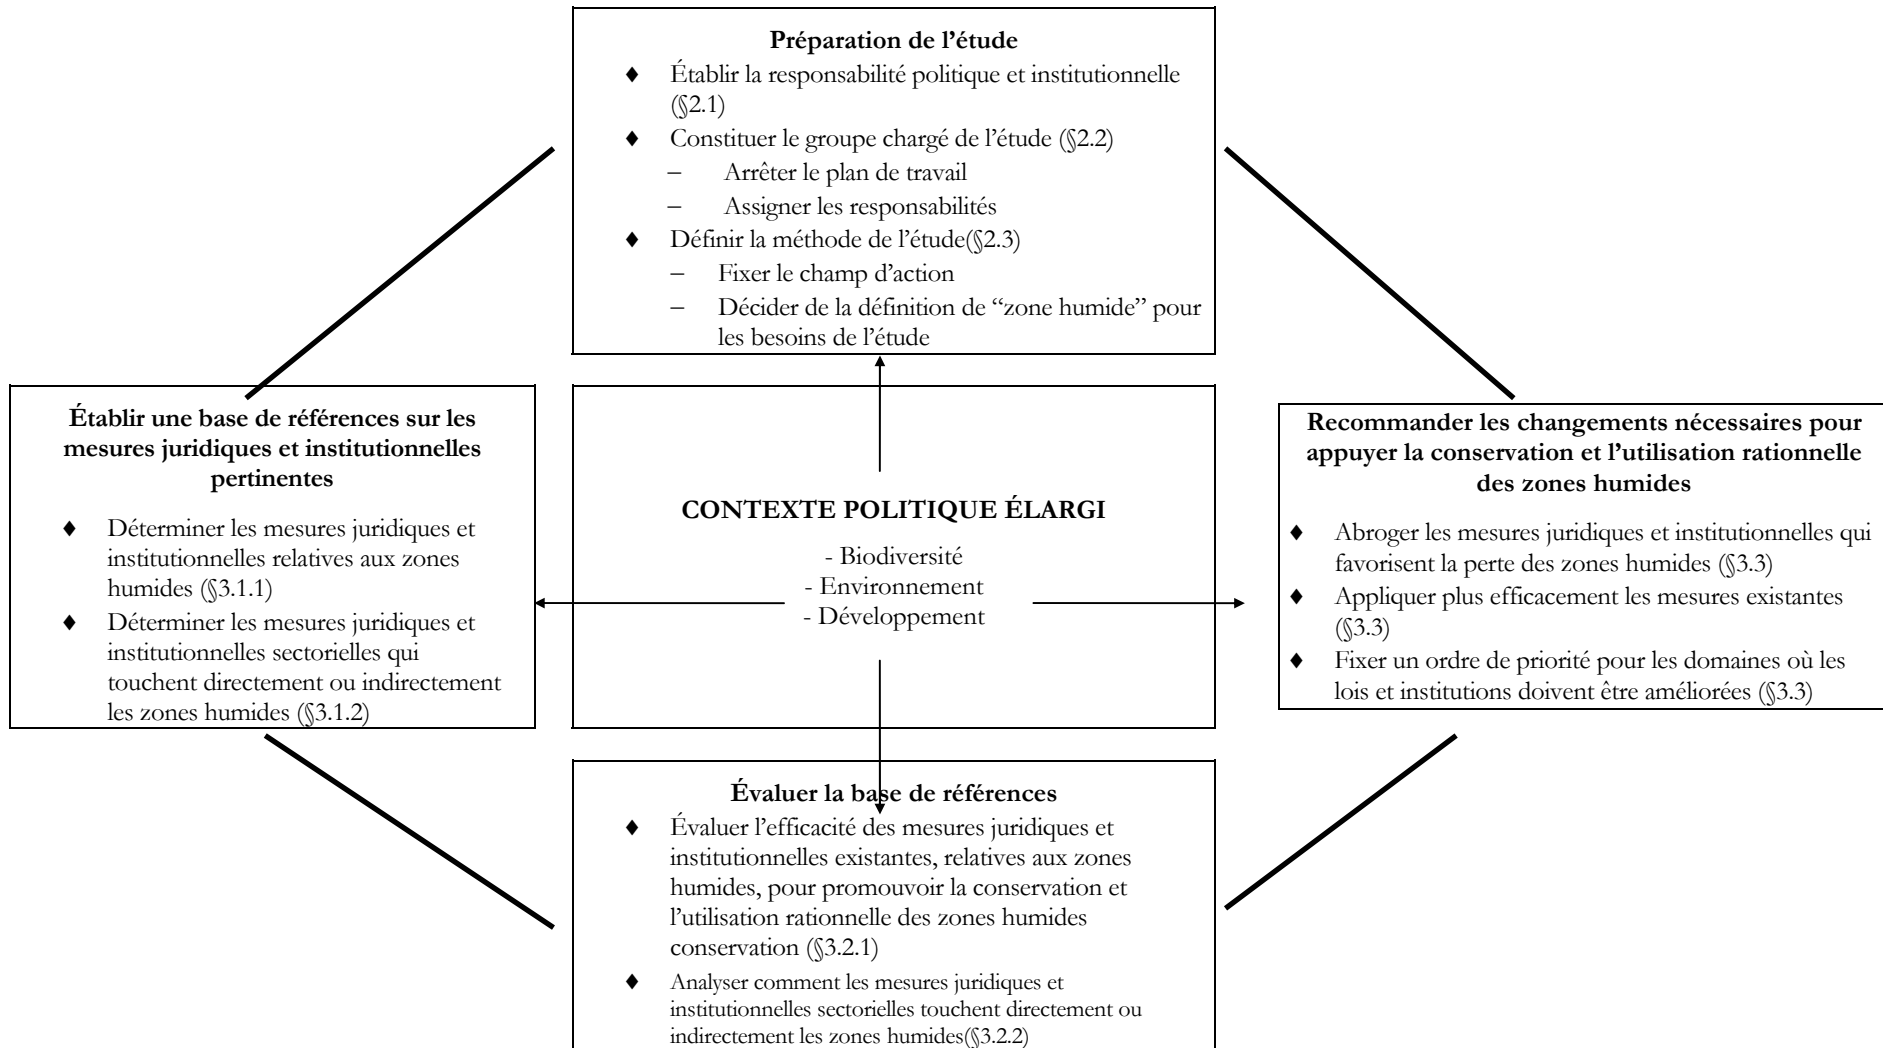 Préparation de l’étude
♦ Établir la responsabilité politique et institutionnelle
(§2.1)
♦ Constituer le groupe chargé de l’étude (§2.2)
– Arrêter le plan de travail
– Assigner les responsabilités
♦ Définir la méthode de l’étude(§2.3)
– Fixer le champ d’action
– Décider de la définition de “zone humide” pour
les besoins de l’étude
Établir une base de références sur les
mesures juridiques et institutionnelles
pertinentes
♦ Déterminer les mesures juridiques et
institutionnelles relatives aux zones
humides (§3.1.1)
♦ Déterminer les mesures juridiques et
institutionnelles sectorielles qui
touchent directement ou indirectement
les zones humides (§3.1.2)
CONTEXTE POLITIQUE ÉLARGI
- Biodiversité
- Environnement
- Développement
Recommander les changements nécessaires pour
appuyer la conservation et l’utilisation rationnelle
des zones humides
♦ Abroger les mesures juridiques et institutionnelles qui
favorisent la perte des zones humides (§3.3)
♦ Appliquer plus efficacement les mesures existantes
(§3.3)
♦ Fixer un ordre de priorité pour les domaines où les
lois et institutions doivent être améliorées (§3.3)
Évaluer la base de références
♦ Évaluer l’efficacité des mesures juridiques et
institutionnelles existantes, relatives aux zones
humides, pour promouvoir la conservation et
l’utilisation rationnelle des zones humides
conservation (§3.2.1)
♦ Analyser comment les mesures juridiques et
institutionnelles sectorielles touchent directement ou
indirectement les zones humides(§3.2.2)